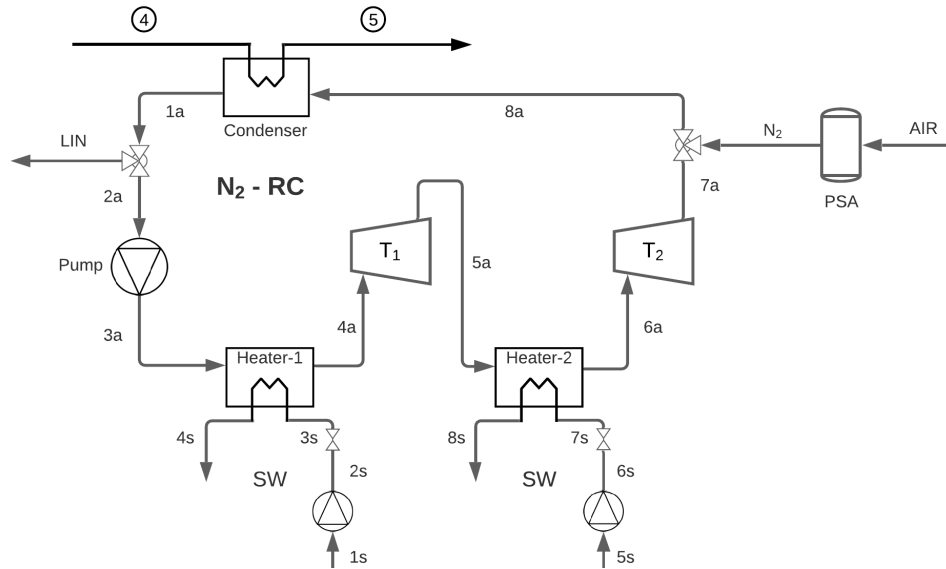 4
5
1a
Condenser
8a
LIN
N2
AIR
2a
N2 - RC
7a
PSA
Pump
T1
5a
T2
3a
4a
6a
Heater-1
Heater-2
4s
3s
8s
7s
SW
2s
SW
6s
1s
5s